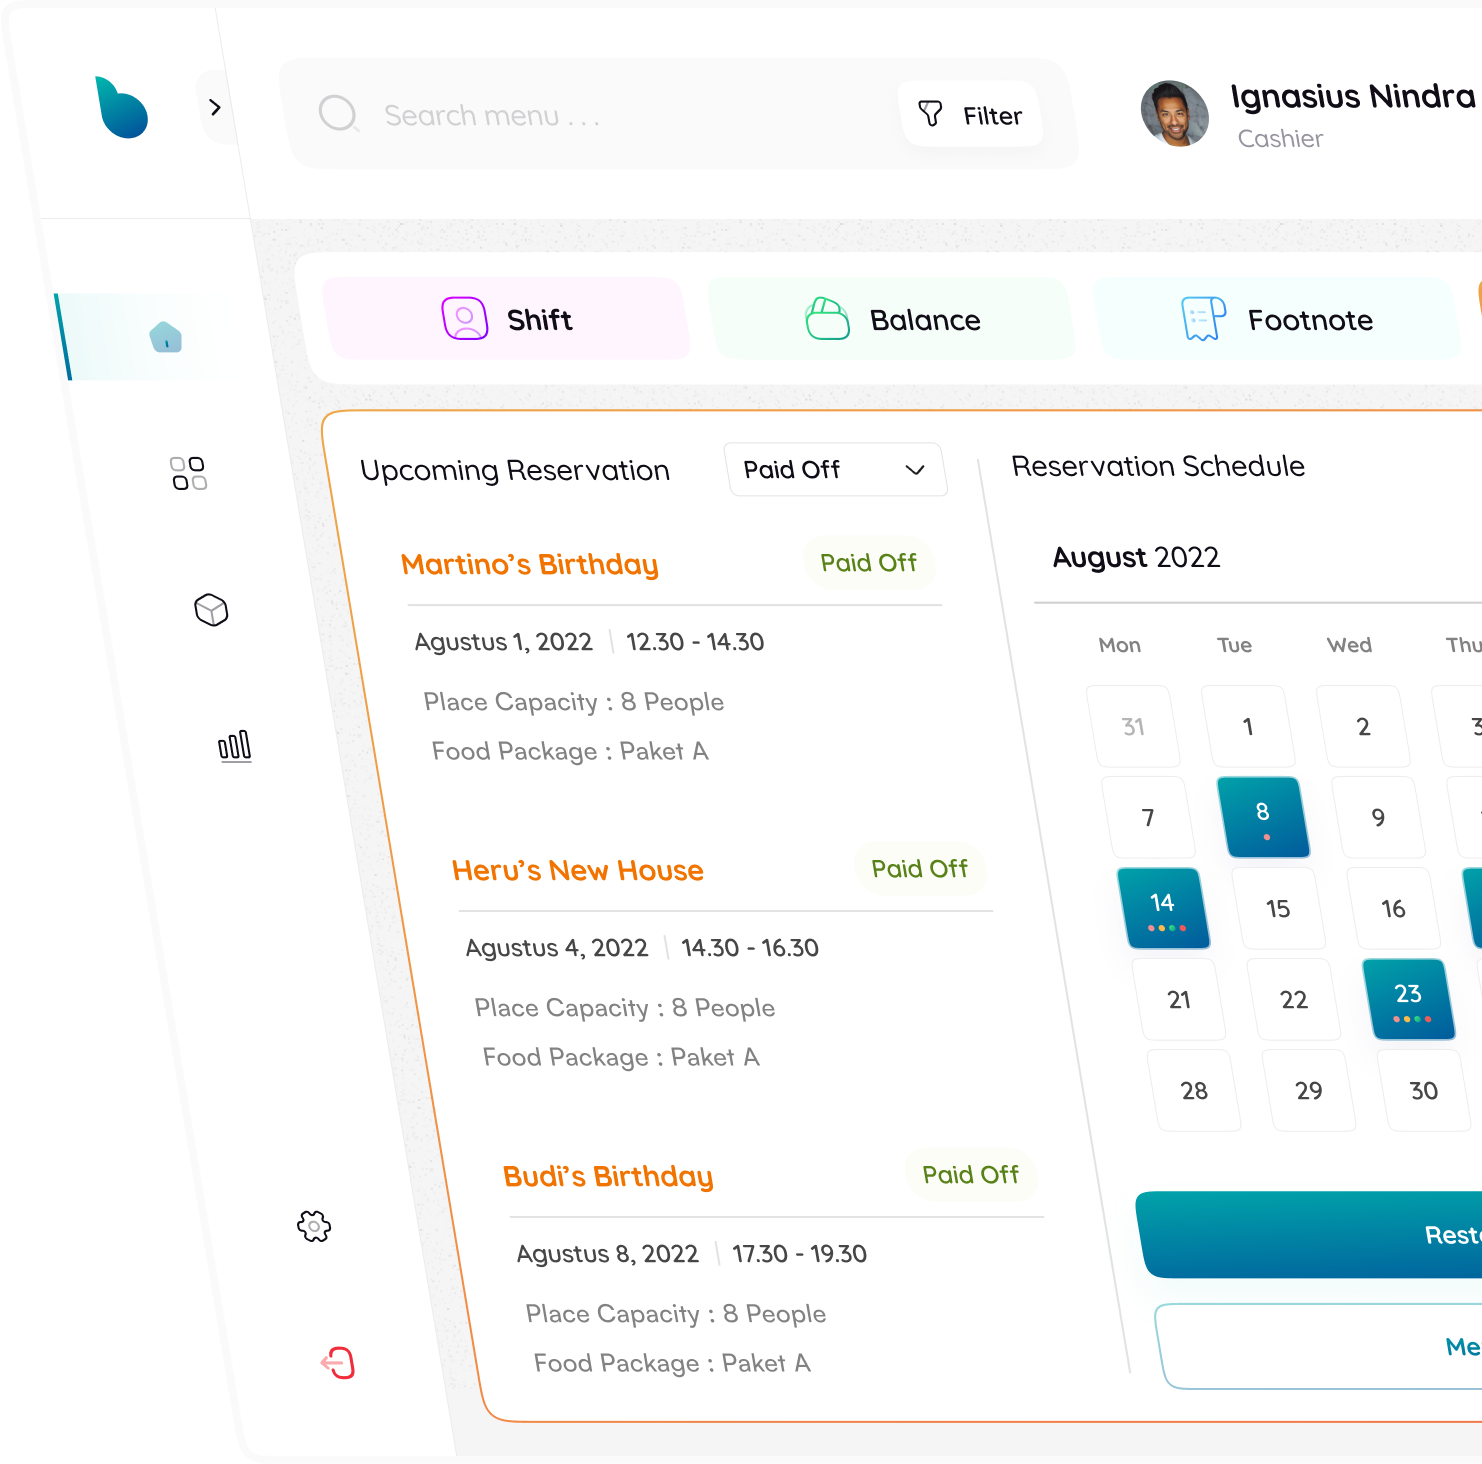 Search menu . . .
Filter
Ignasius Nindra
Cashier
Shift
Balance
Footnote
Upcoming Reservation
Paid Off
Martino's Birthday
Paid Off
Agustus 1, 2022 | 12.30 - 14.30
Place Capacity : 8 People
Food Package : Paket A
Heru's New House
Paid Off
Agustus 4, 2022 | 14.30 - 16.30
Place Capacity : 8 People
Food Package : Paket A
Budi's Birthday
Paid Off
Agustus 8, 2022 | 17.30 - 19.30
Place Capacity : 8 People
Food Package : Paket A
Reservation Schedule
August 2022
Mon Tue Wed Thu
31 1 2 3
7 8 9
14 15 16
21 22 23
28 29 30